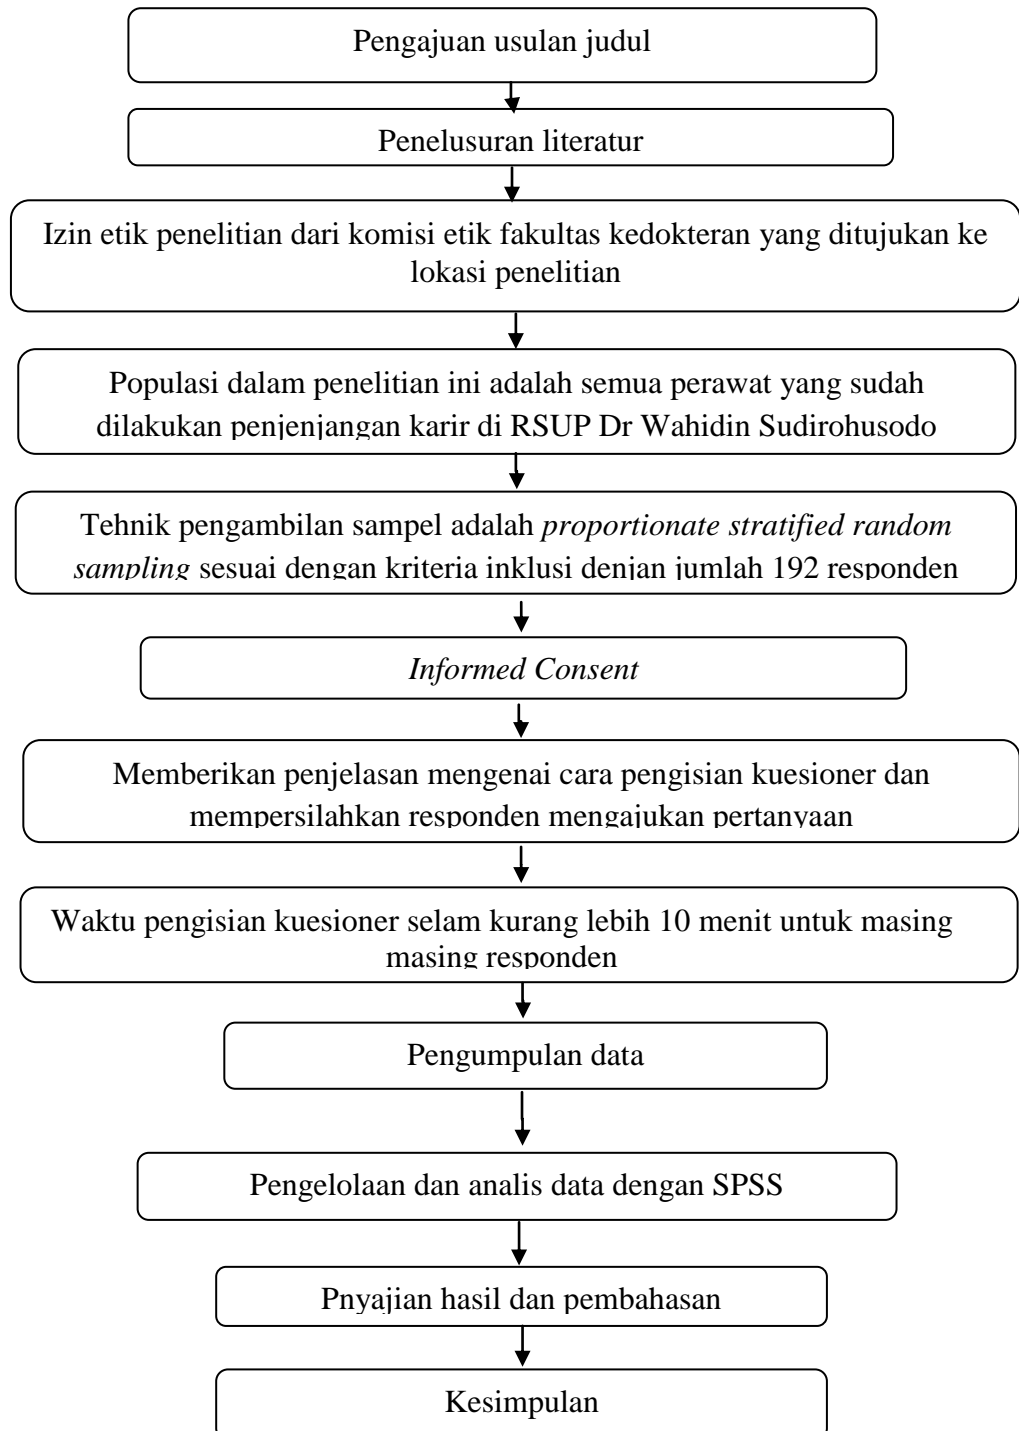 Pengajuan usulan judul
Penelusuran literatur
Izin etik penelitian dari komisi etik fakultas kedokteran yang ditujukan ke
lokasi penelitian
Populasi dalam penelitian ini adalah semua perawat yang sudah
dilakukan penjenjangan karir di RSUP Dr Wahidin Sudirohusodo
Tehnik pengambilan sampel adalah proportionate stratified random
sampling sesuai dengan kriteria inklusi denjan jumlah 192 responden
Informed Consent
Memberikan penjelasan mengenai cara pengisian kuesioner dan
mempersilahkan responden mengajukan pertanyaan
Waktu pengisian kuesioner selam kurang lebih 10 menit untuk masing
masing responden
Pengumpulan data
Pengelolaan dan analis data dengan SPSS
Pnyajian hasil dan pembahasan
Kesimpulan